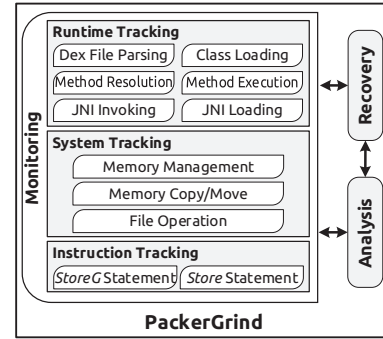 Monitoring
Runtime Tracking
Dex File Parsing Class Loading
Method Resolution Method Execution
JNI Invoking JNI Loading
System Tracking
Memory Management
Memory Copy/Move
File Operation
Instruction Tracking
StoreG Statement Store Statement
Recovery
Analysis
PackerGrind